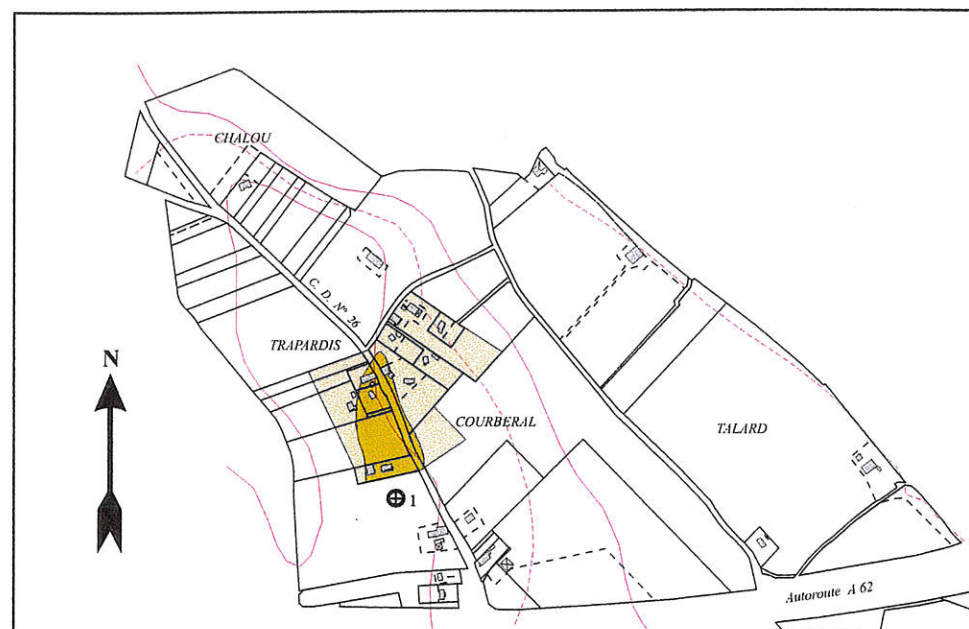 CHALOU
C. D. N° 26
TRAPARDIS
N
COURBERAL
TALARD
1
Autoroute A 62